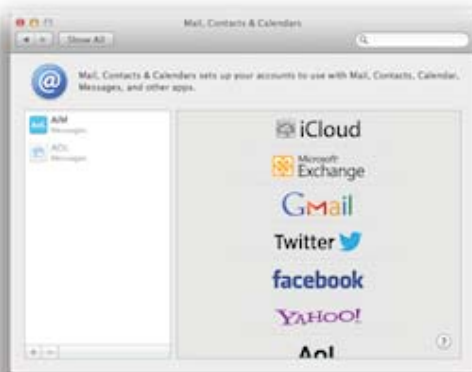 Mail, Contacts & Calendars
Show All
@
Mail, Contacts & Calendars sets up your accounts to use with Mail, Contacts, Calendar,
Messages, and other apps.
Aol.
AIM
Messages
AOL
Messages
iCloud
Microsoft
Exchange
Gmail
Twitter
facebook
YAHOO!
Aol.
+ −
?